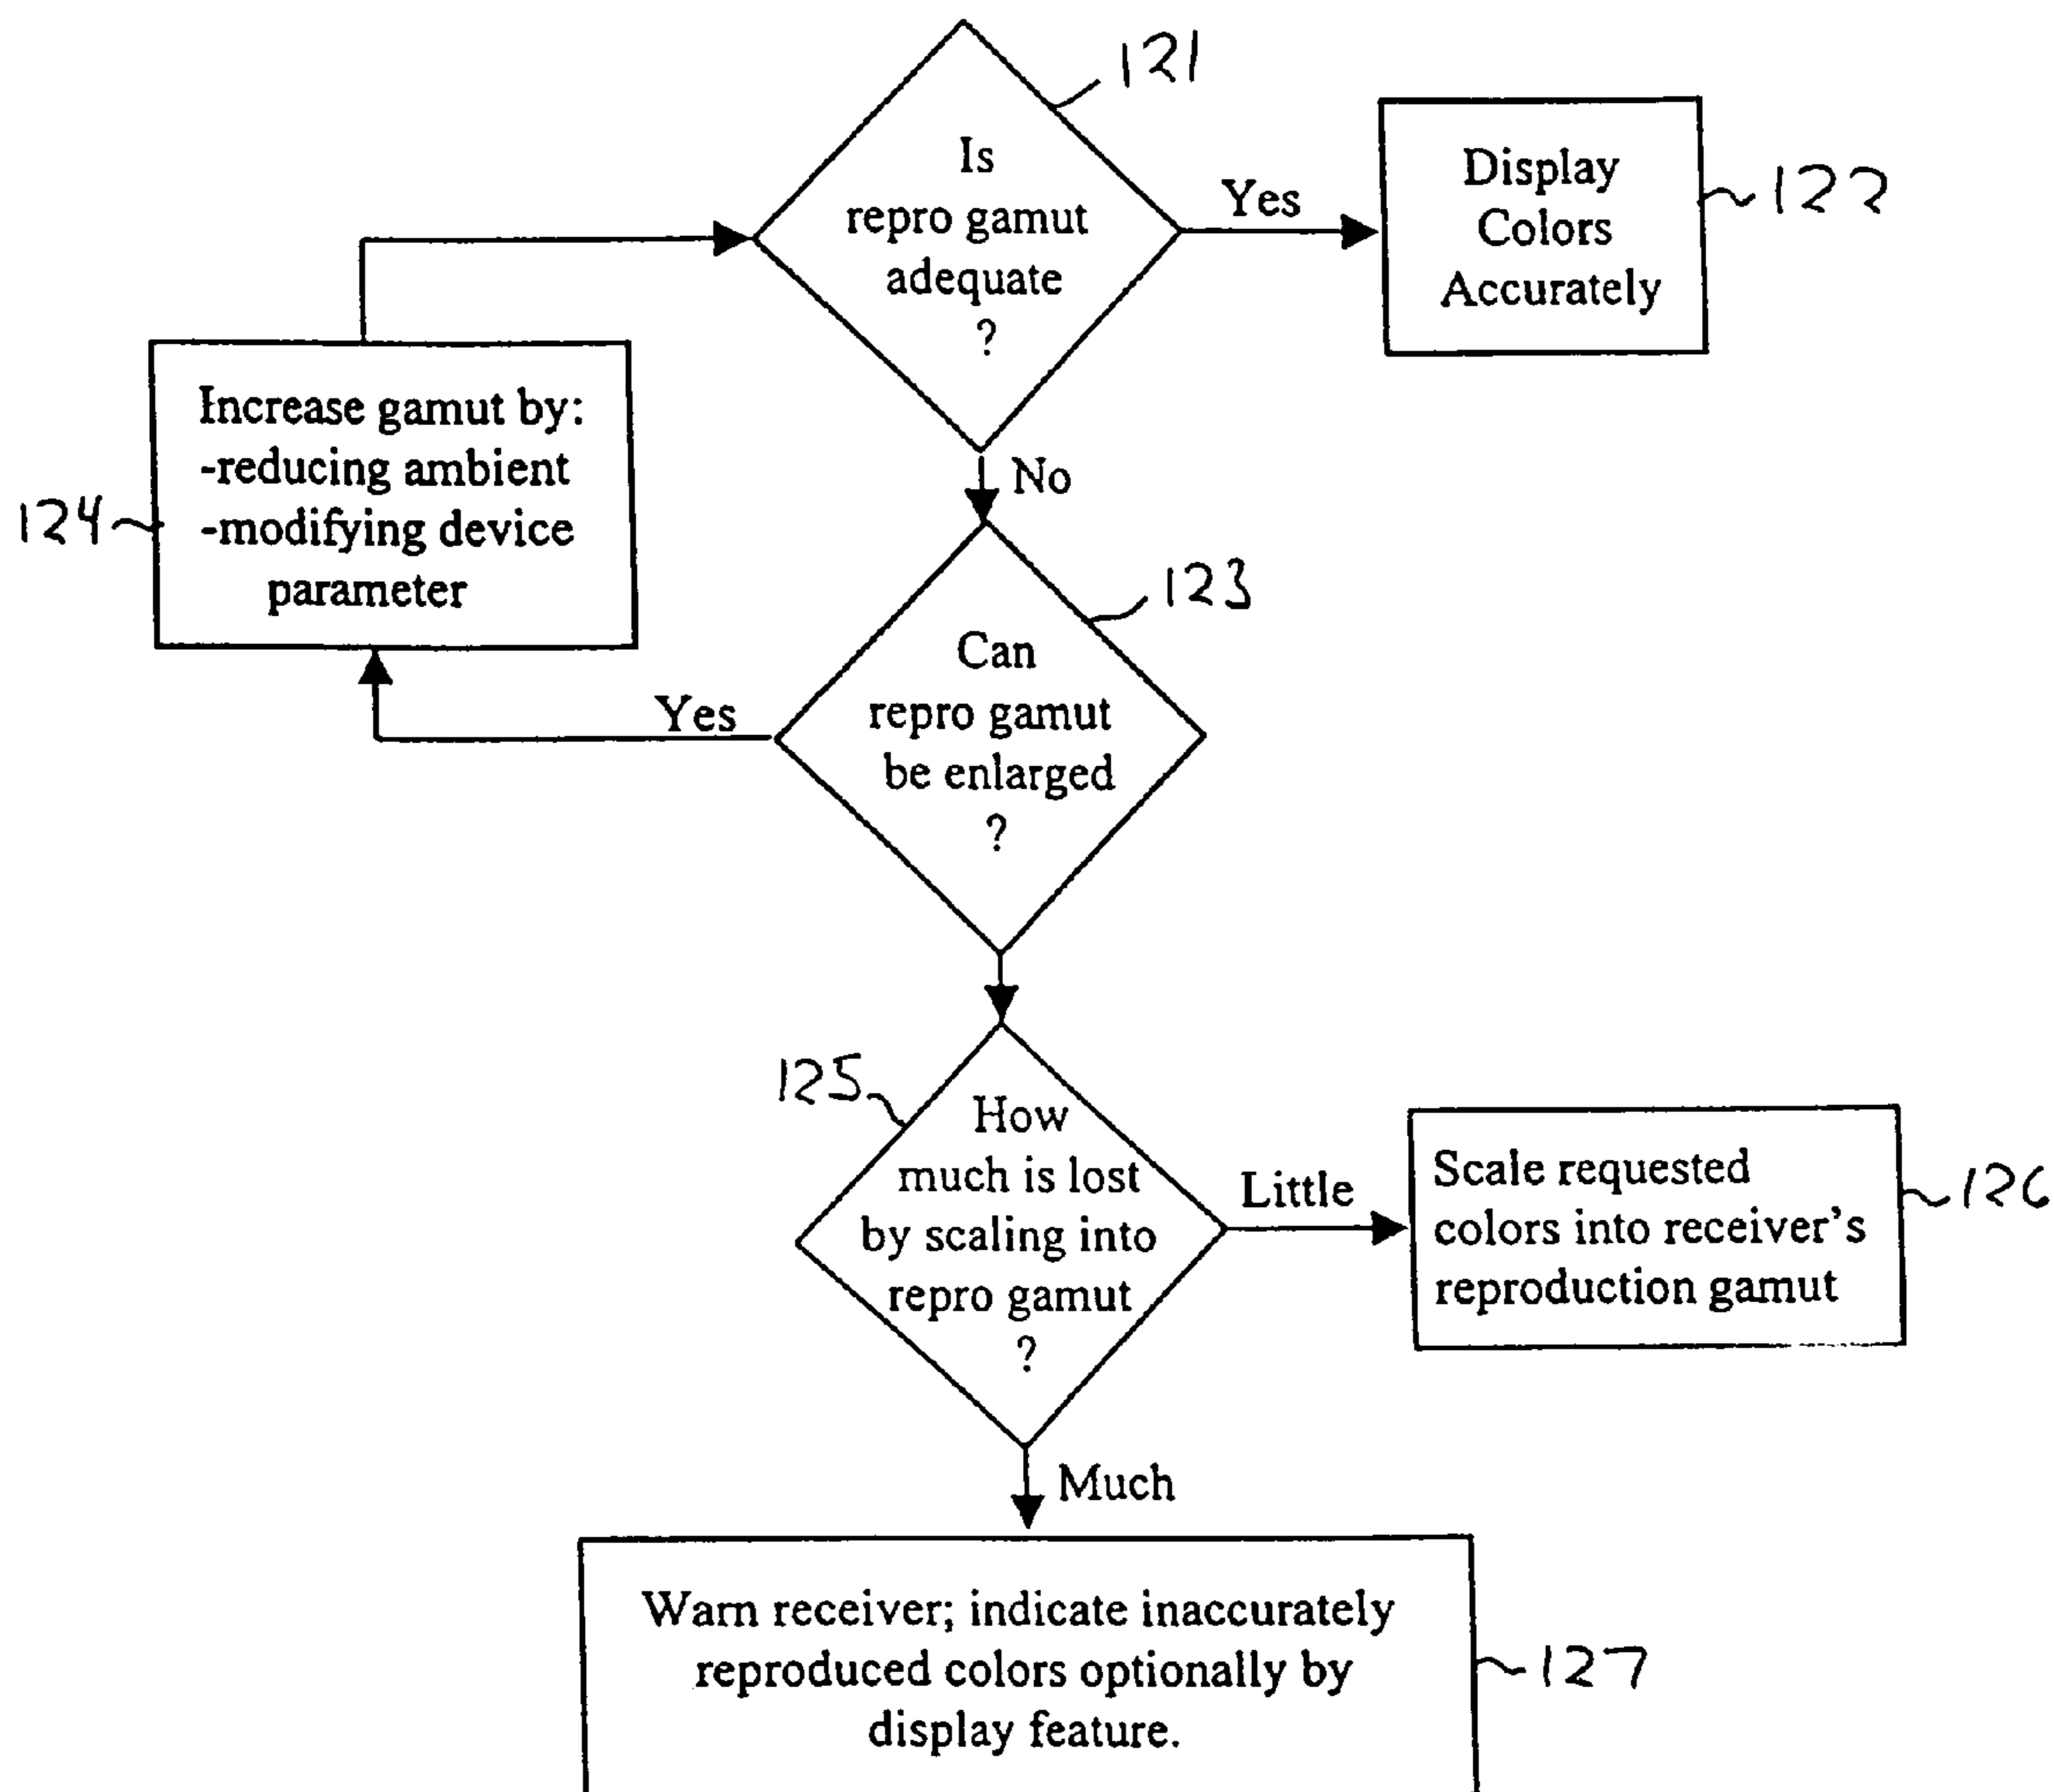 121
Is
repro gamut
adequate
?
Yes
Display
Colors
Accurately
122
No
Increase gamut by:
-reducing ambient
-modifying device
parameter
124
123
Can
repro gamut
be enlarged
?
Yes
125
How
much is lost
by scaling into
repro gamut
?
Little
Scale requested
colors into receiver's
reproduction gamut
126
Much
Warn receiver; indicate inaccurately
reproduced colors optionally by
display feature.
127